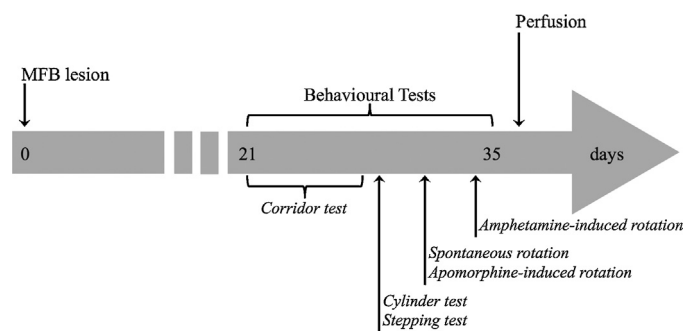 Perfusion
MFB lesion
Behavioural Tests
0
21
35
days
Corridor test
Amphetamine-induced rotation
Spontaneous rotation
Apomorphine-induced rotation
Cylinder test
Stepping test